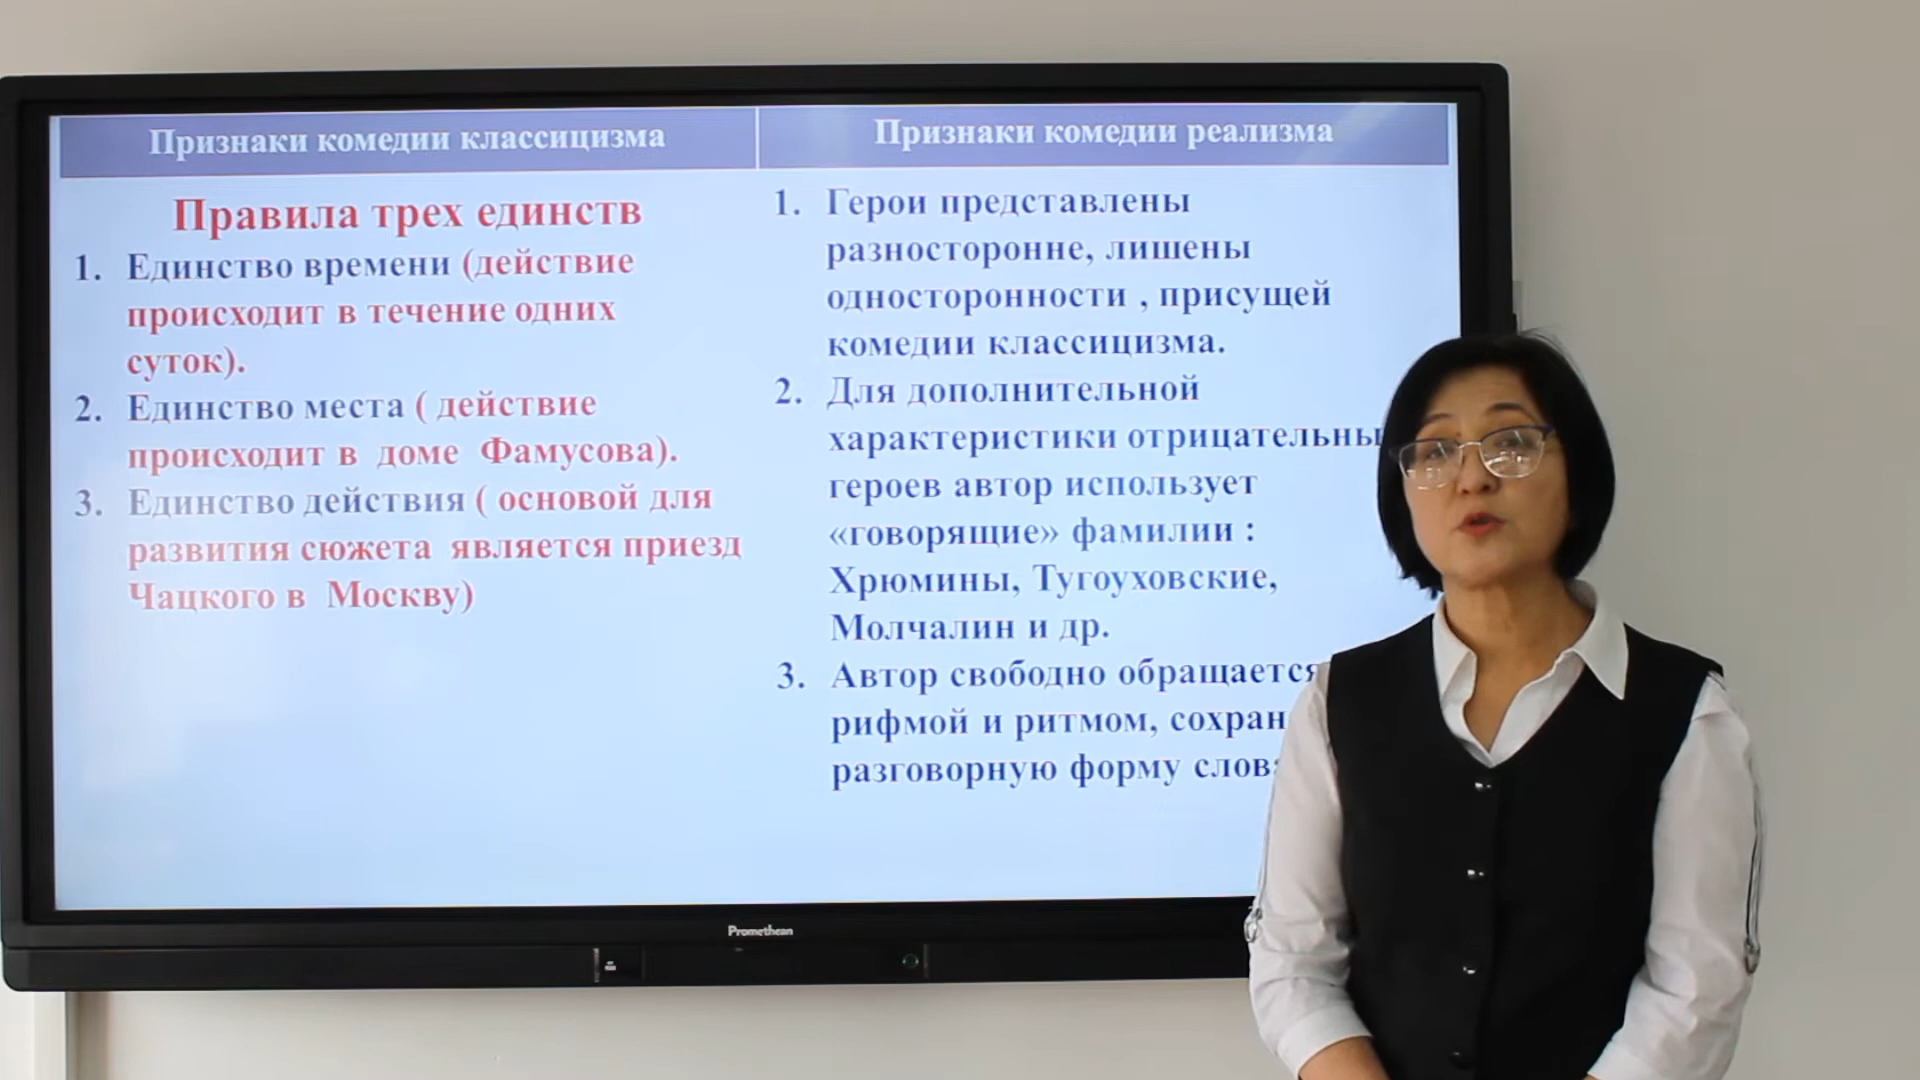 Признаки комедии классицизма
Правила трех единств
1. Единство времени (действие
происходит в течение одних
суток).
2. Единство места ( действие
происходит в доме Фамусова).
3. Единство действия ( основой для
развития сюжета является приезд
Чацкого в Москву)
Признаки комедии реализма
1. Герои представлены
разносторонне, лишены
односторонности , присущей
комедии классицизма.
2. Для дополнительной
характеристики
героев автор использует
«говорящие» фамилии :
Хрюмины, Тугоуховские,
Молчалин и др.
3. Автор свободно обращается
рифмой и ритмом,
разговорную форму
Promethean